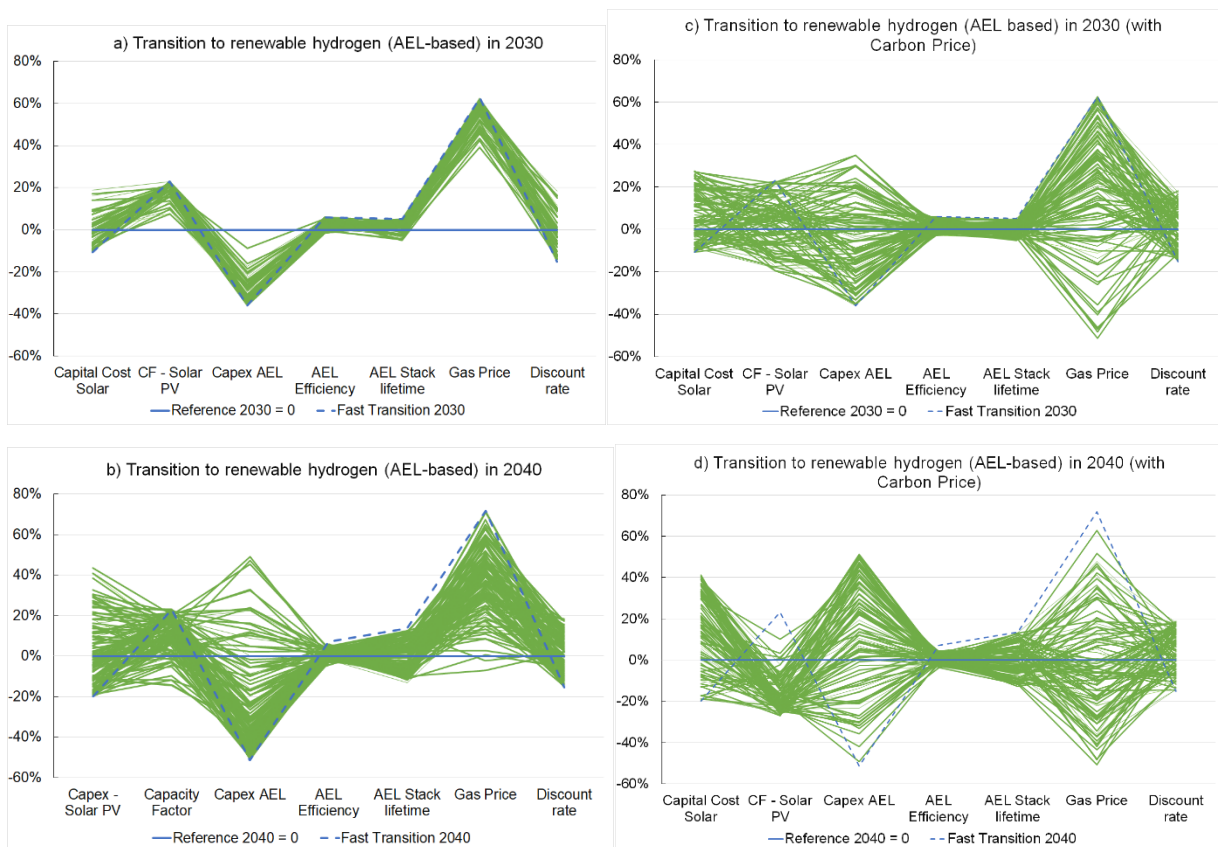 a) Transition to renewable hydrogen (AEL-based) in 2030
80%
60%
40%
20%
0%
-20%
-40%
-60%
Capital Cost CF - Solar Capex AEL AEL AEL Stack Gas Price Discount
Solar PV Efficiency lifetime rate
Reference 2030 = 0 Fast Transition 2030
c) Transition to renewable hydrogen (AEL based) in 2030 (with
Carbon Price)
80%
60%
40%
20%
0%
-20%
-40%
-60%
Capital Cost CF - Solar Capex AEL AEL AEL Stack Gas Price Discount
Solar PV Efficiency lifetime rate
Reference 2030 = 0 Fast Transition 2030
b) Transition to renewable hydrogen (AEL-based) in 2040
80%
60%
40%
20%
0%
-20%
-40%
-60%
Capex - Capacity Capex AEL AEL AEL Stack Gas Price Discount
Solar PV Factor Efficiency lifetime rate
Reference 2040 = 0 Fast Transition 2040
d) Transition to renewable hydrogen (AEL-based) in 2040 (with
Carbon Price)
80%
60%
40%
20%
0%
-20%
-40%
-60%
Capital Cost CF - Solar Capex AEL AEL AEL Stack Gas Price Discount
Solar PV Efficiency lifetime rate
Reference 2040 = 0 Fast Transition 2040